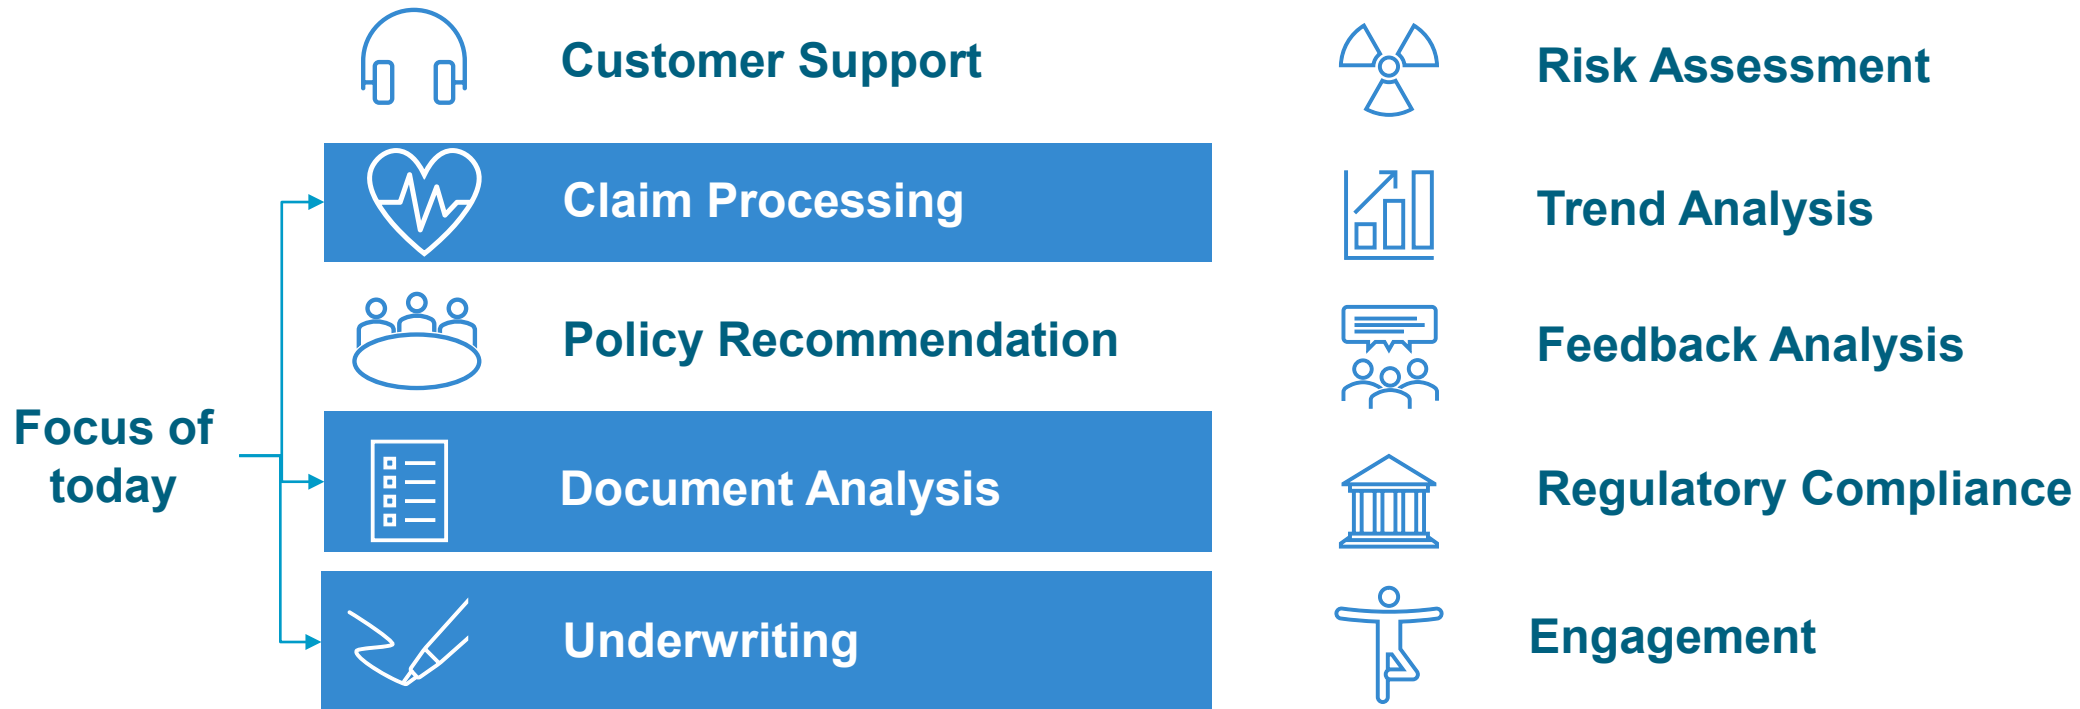 Focus of
today
Customer Support
Claim Processing
Policy Recommendation
Document Analysis
Underwriting
Risk Assessment
Trend Analysis
Feedback Analysis
Regulatory Compliance
Engagement